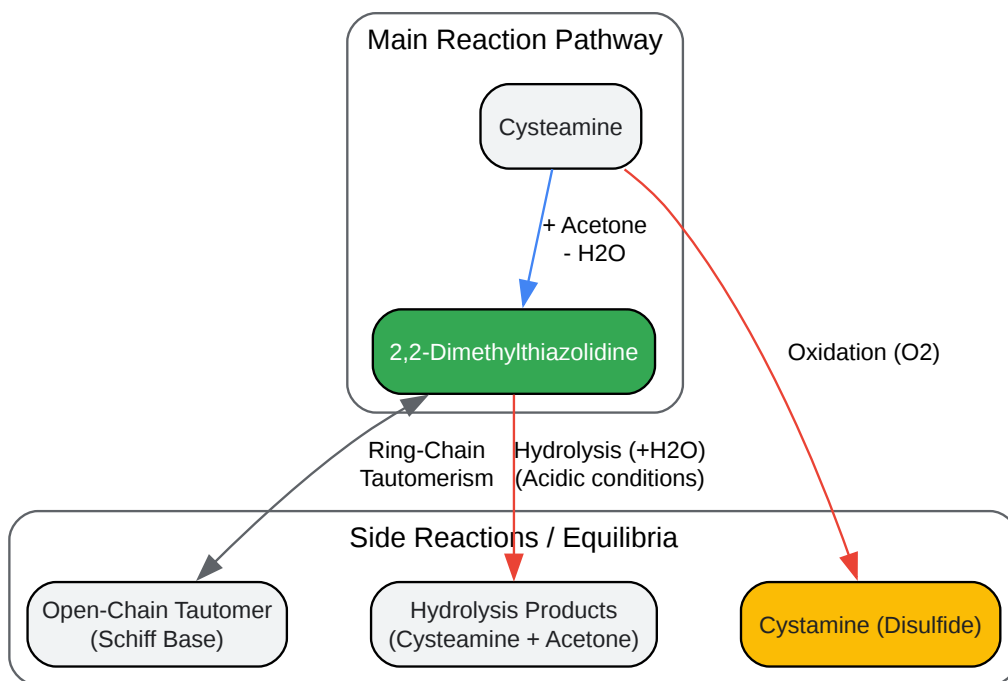 Main Reaction Pathway
Cysteamine
+ Acetone
- H2O
2,2-Dimethylthiazolidine
Oxidation (O2)
Ring-Chain
Tautomerism
Hydrolysis (+H2O)
(Acidic conditions)
Side Reactions / Equilibria
Open-Chain Tautomer
(Schiff Base)
Hydrolysis Products
(Cysteamine + Acetone)
Cystamine (Disulfide)